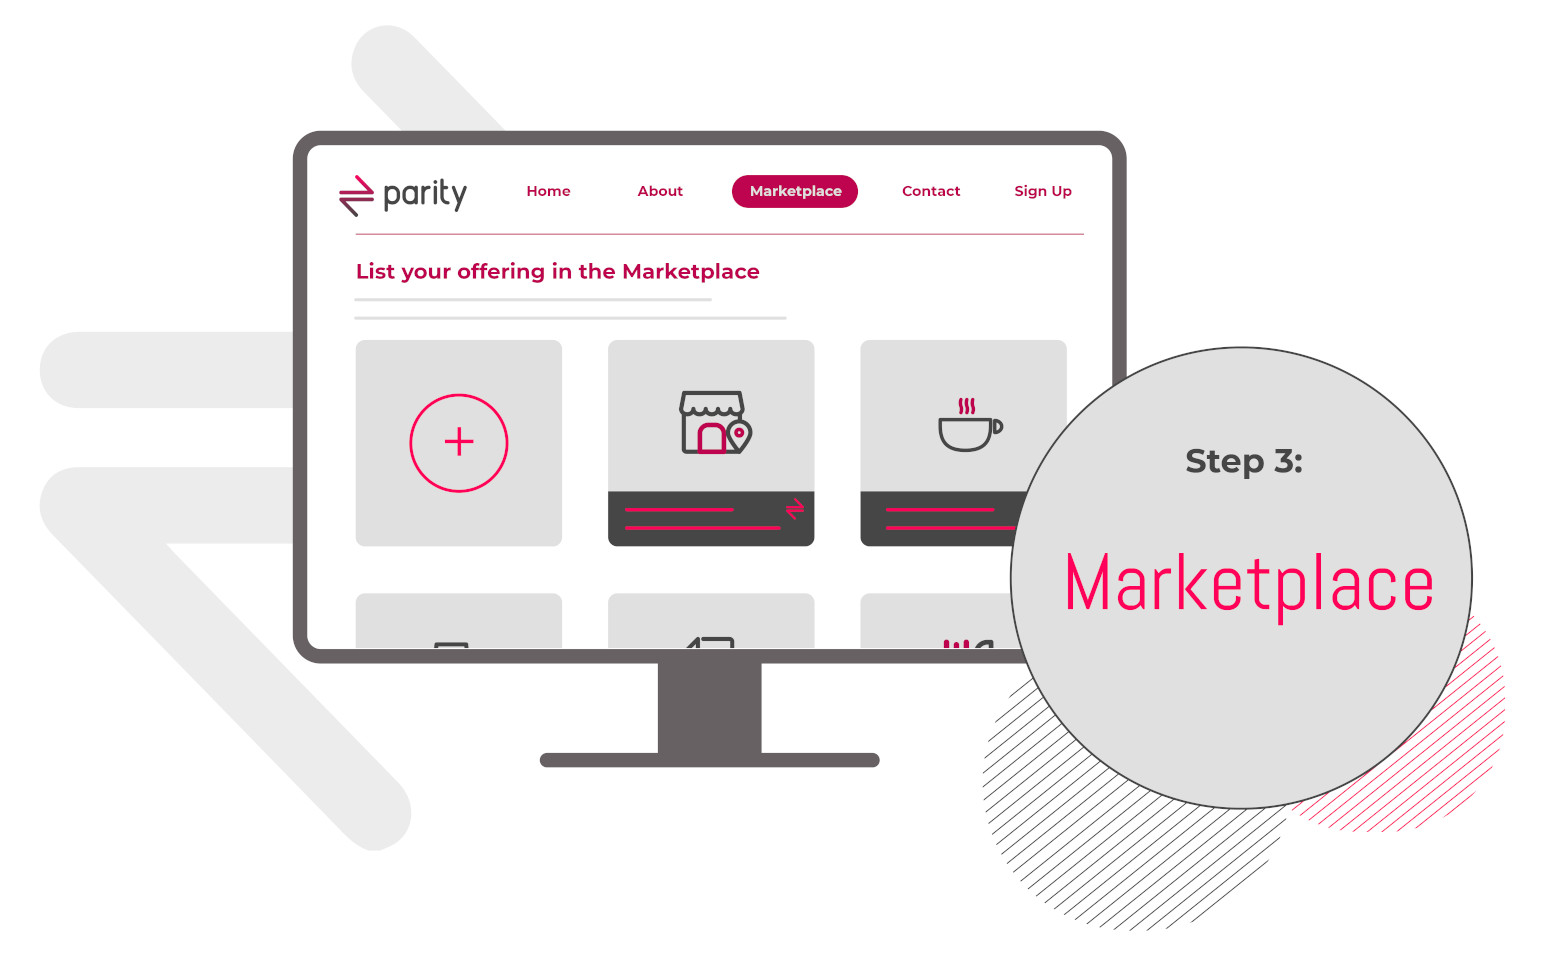 parity
Home
About
Marketplace
Contact
Sign Up
List your offering in the Marketplace
Step 3:
Marketplace